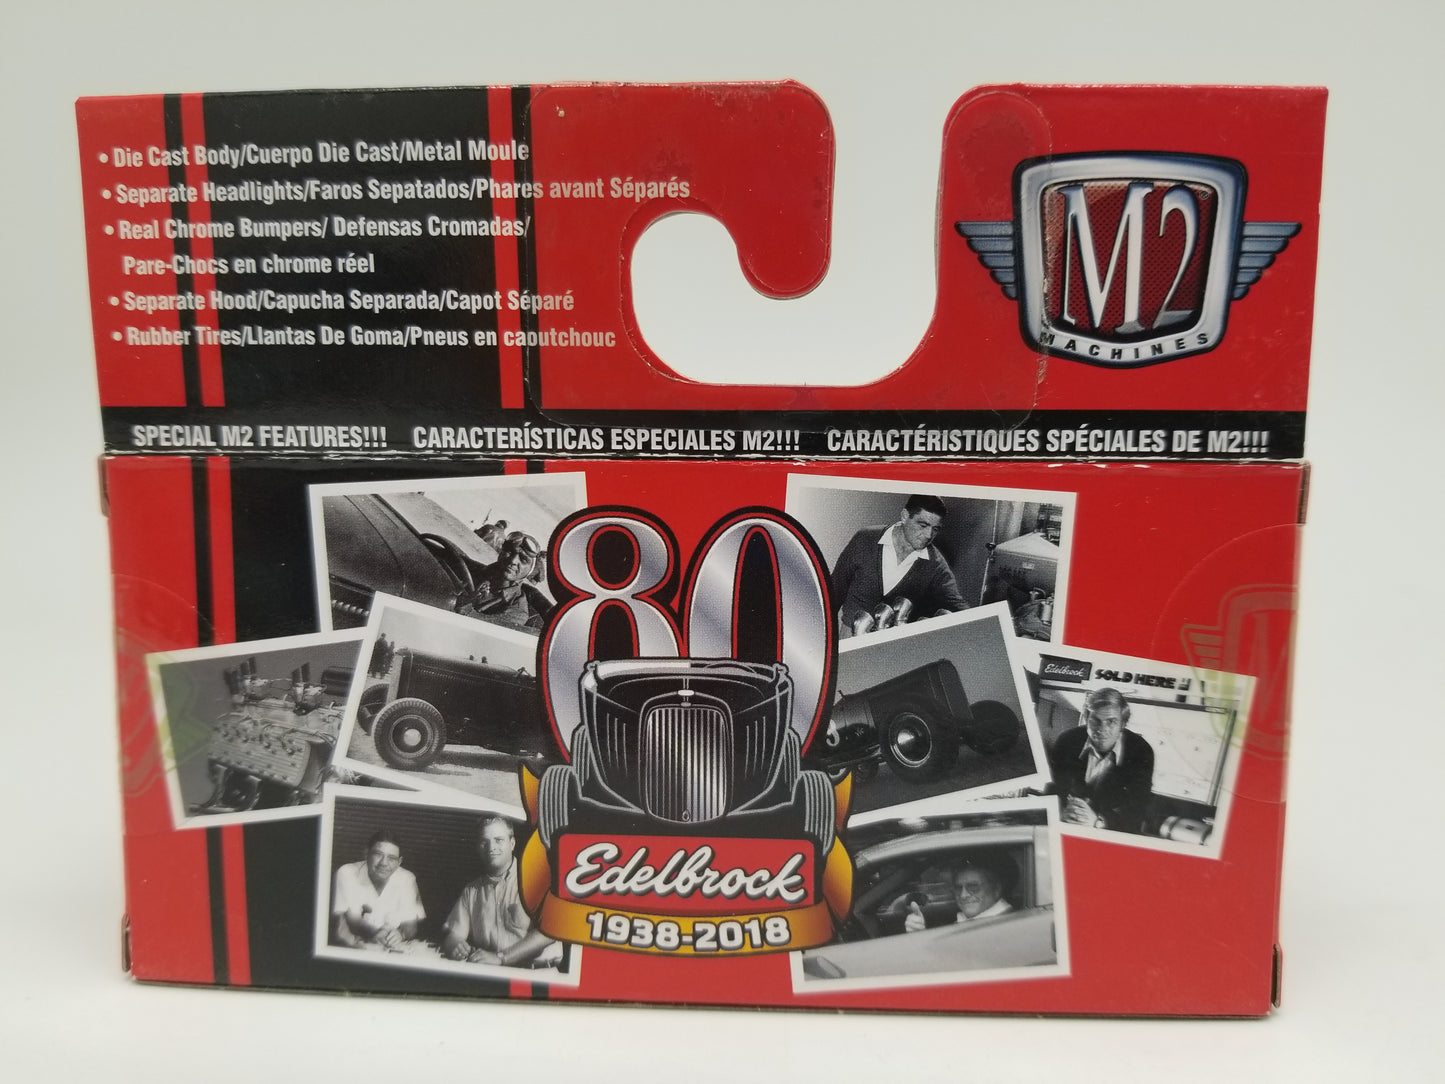 • Die Cast Body/Cuerpo Die Cast/Metal Moule
• Separate Headlights/Faros Sepatados/Phares avant Séparés
• Real Chrome Bumpers/ Defensas Cromadas/
Pare-Chocs en chrome réel
• Separate Hood/Capucha Separada/Capot Séparé
• Rubber Tires/Llantas De Goma/Pneus en caoutchouc
M2
MACHINES
SPECIAL M2 FEATURES!!! CARACTERÍSTICAS ESPECIALES M2!!! CARACTÉRISTIQUES SPÉCIALES DE M2!!!
80
Edelbrock SOLD HERE
Edelbrock
1938-2018